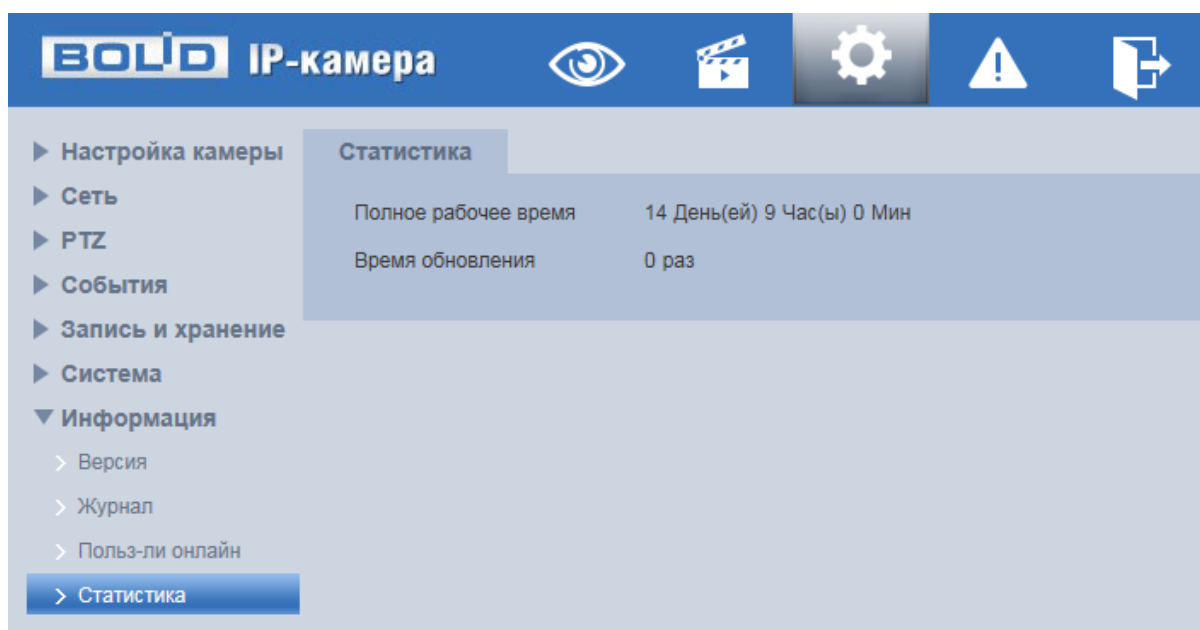 BOLID IP-камера
Настройка камеры
Сеть
PTZ
События
Запись и хранение
Система
Информация
Версия
Журнал
Польз-ли онлайн
Статистика
Статистика
Полное рабочее время 14 День(ей) 9 Час(ы) 0 Мин
Время обновления 0 раз